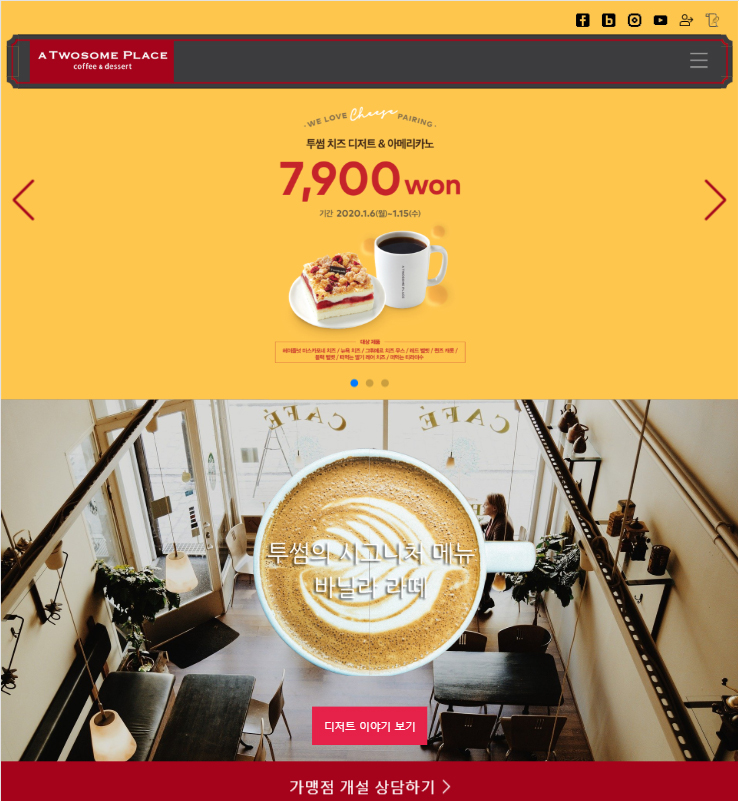 A TWOSOME PLACE
coffee & dessert
· WE LOVE Cheese PAIRING ·
투썸 치즈 디저트 & 아메리카노
7,900 won
기간 2020.1.6(월)~1.15(수)
대상 제품
CAFÉ CAFÉ
투썸의 시그니처 메뉴
바닐라 라떼
디저트 이야기 보기
가맹점 개설 상담하기 >